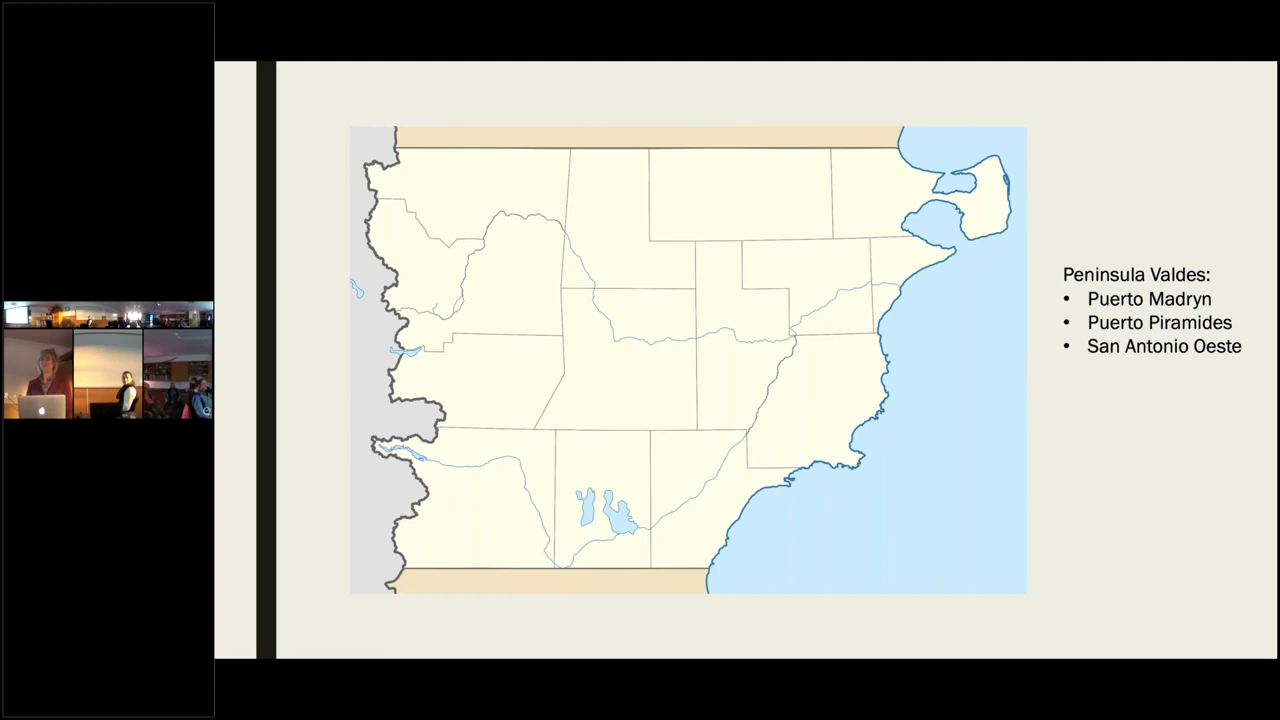 Peninsula Valdes:
• Puerto Madryn
• Puerto Piramides
• San Antonio Oeste